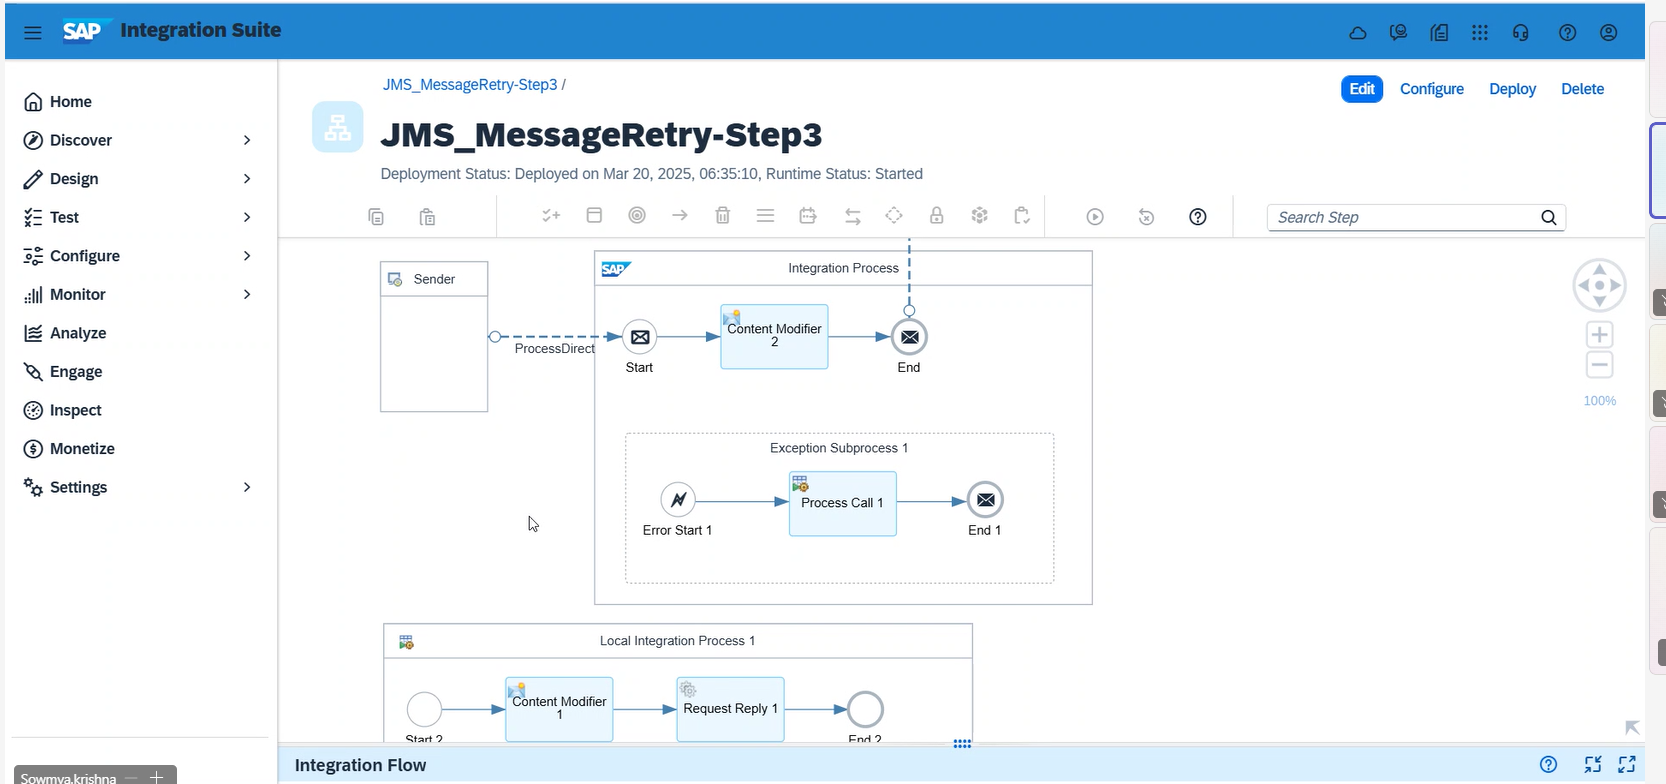 SAP Integration Suite
Home
Discover
Design
Test
Configure
Monitor
Analyze
Engage
Inspect
Monetize
Settings
Sowmya.krishna
JMS_MessageRetry-Step3 /
Edit Configure Deploy Delete
JMS_MessageRetry-Step3
Deployment Status: Deployed on Mar 20, 2025, 06:35:10, Runtime Status: Started
Search Step
Sender
SAP Integration Process
ProcessDirect
Start
Content Modifier
2
End
Exception Subprocess 1
Error Start 1
Process Call 1
End 1
100%
Local Integration Process 1
Start 2
Content Modifier
1
Request Reply 1
End 2
Integration Flow